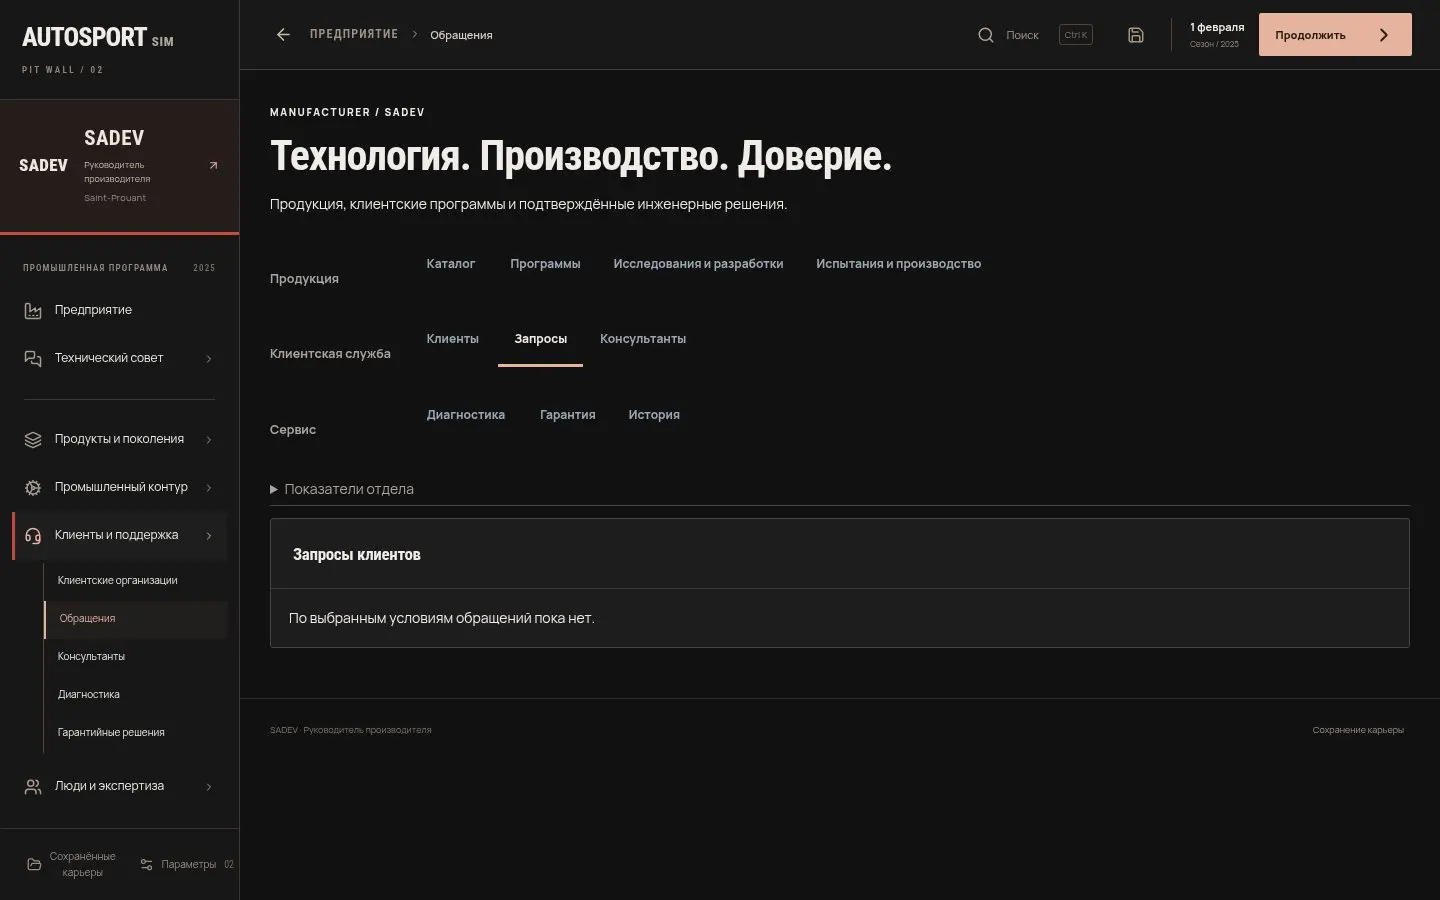 AUTOSPORT SIM
PIT WALL / 02
SADEV
SADEV
Руководитель
производителя
Saint-Prouant
ПРОМЫШЛЕННАЯ ПРОГРАММА 2025
Предприятие
Технический совет
Продукты и поколения
Промышленный контур
Клиенты и поддержка
Клиентские организации
Обращения
Консультанты
Диагностика
Гарантийные решения
Люди и экспертиза
Сохранённые
карьеры
Параметры 02
ПРЕДПРИЯТИЕ
Обращения
Поиск Ctrl K
1 февраля
Сезон / 2025
Продолжить
MANUFACTURER / SADEV
Технология. Производство. Доверие.
Продукция, клиентские программы и подтверждённые инженерные решения.
Продукция
Каталог Программы Исследования и разработки Испытания и производство
Клиентская служба
Клиенты Запросы Консультанты
Сервис
Диагностика Гарантия История
Показатели отдела
Запросы клиентов
По выбранным условиям обращений пока нет.
SADEV · Руководитель производителя
Сохранение карьеры